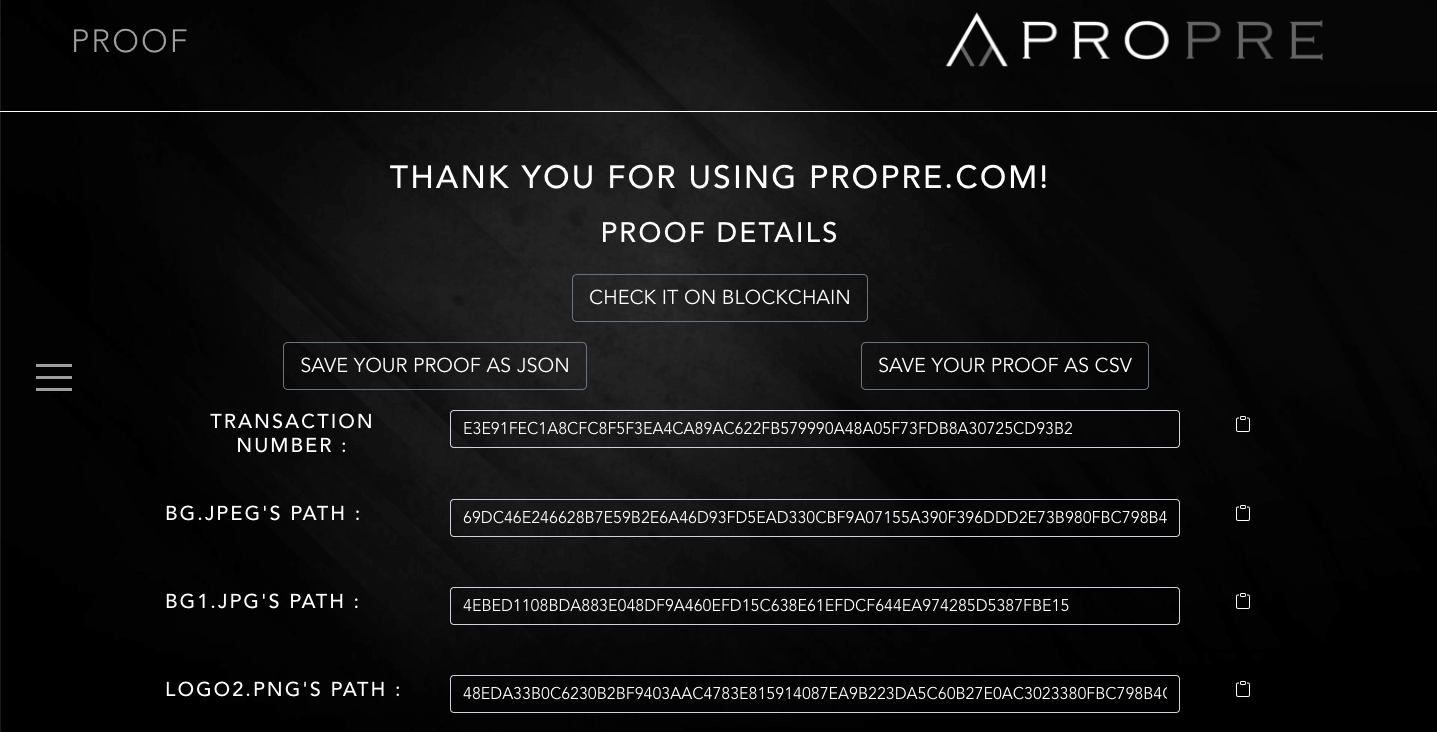 PROOF
PROPRE
THANK YOU FOR USING PROPRE.COM!
PROOF DETAILS
CHECK IT ON BLOCKCHAIN
SAVE YOUR PROOF AS JSON
SAVE YOUR PROOF AS CSV
TRANSACTION
NUMBER :
E3E91FEC1A8CFC8F5F3EA4CA89AC622FB579990A48A05F73FDB8A30725CD93B2
BG.JPEG'S PATH :
69DC46E246628B7E59B2E6A46D93FD5EAD330CBF9A07155A390F396DDD2E73B980FBC798B4
BG1.JPG'S PATH :
4EBED1108BDA883E048DF9A460EFD15C638E61EFDCF644EA974285D5387FBE15
LOGO2.PNG'S PATH :
48EDA33B0C6230B2BF9403AAC4783E815914087EA9B223DA5C60B27E0AC3023380FBC798B4